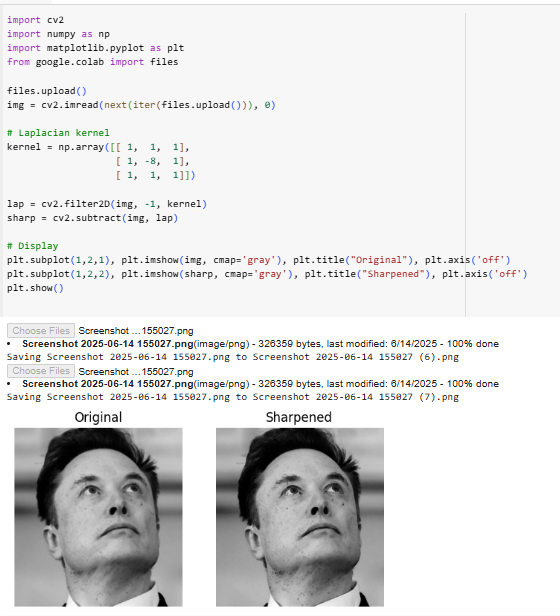 import cv2
import numpy as np
import matplotlib.pyplot as plt
from google.colab import files
files.upload()
img = cv2.imread(next(iter(files.upload())), 0)
# Laplacian kernel
kernel = np.array([[ 1,  1,  1],
                   [ 1, -8,  1],
                   [ 1,  1,  1]])
lap = cv2.filter2D(img, -1, kernel)
sharp = cv2.subtract(img, lap)
# Display
plt.subplot(1,2,1), plt.imshow(img, cmap='gray'), plt.title("Original"), plt.axis('off')
plt.subplot(1,2,2), plt.imshow(sharp, cmap='gray'), plt.title("Sharpened"), plt.axis('off')
plt.show()
Choose Files Screenshot ...155027.png
• Screenshot 2025-06-14 155027.png(image/png) - 326359 bytes, last modified: 6/14/2025 - 100% done
Saving Screenshot 2025-06-14 155027.png to Screenshot 2025-06-14 155027 (6).png
Choose Files Screenshot ...155027.png
• Screenshot 2025-06-14 155027.png(image/png) - 326359 bytes, last modified: 6/14/2025 - 100% done
Saving Screenshot 2025-06-14 155027.png to Screenshot 2025-06-14 155027 (7).png
Original Sharpened